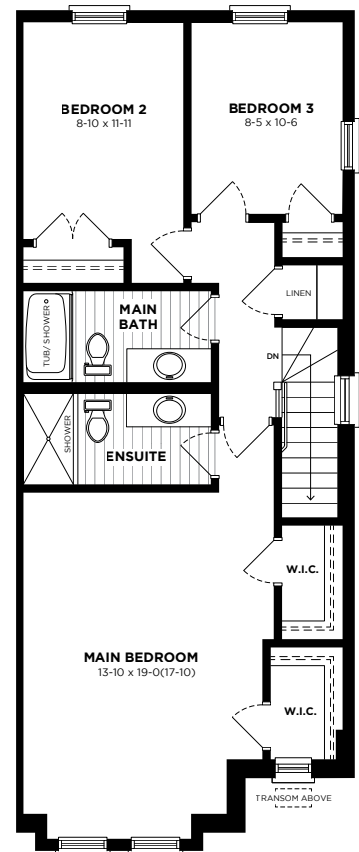 BEDROOM 2
8-10 x 11-11
BEDROOM 3
8-5 x 10-6
LINEN
MAIN
BATH
TUB/ SHOWER
DN
SHOWER
ENSUITE
W.I.C.
MAIN BEDROOM
13-10 x 19-0(17-10)
W.I.C.
TRANSOM ABOVE